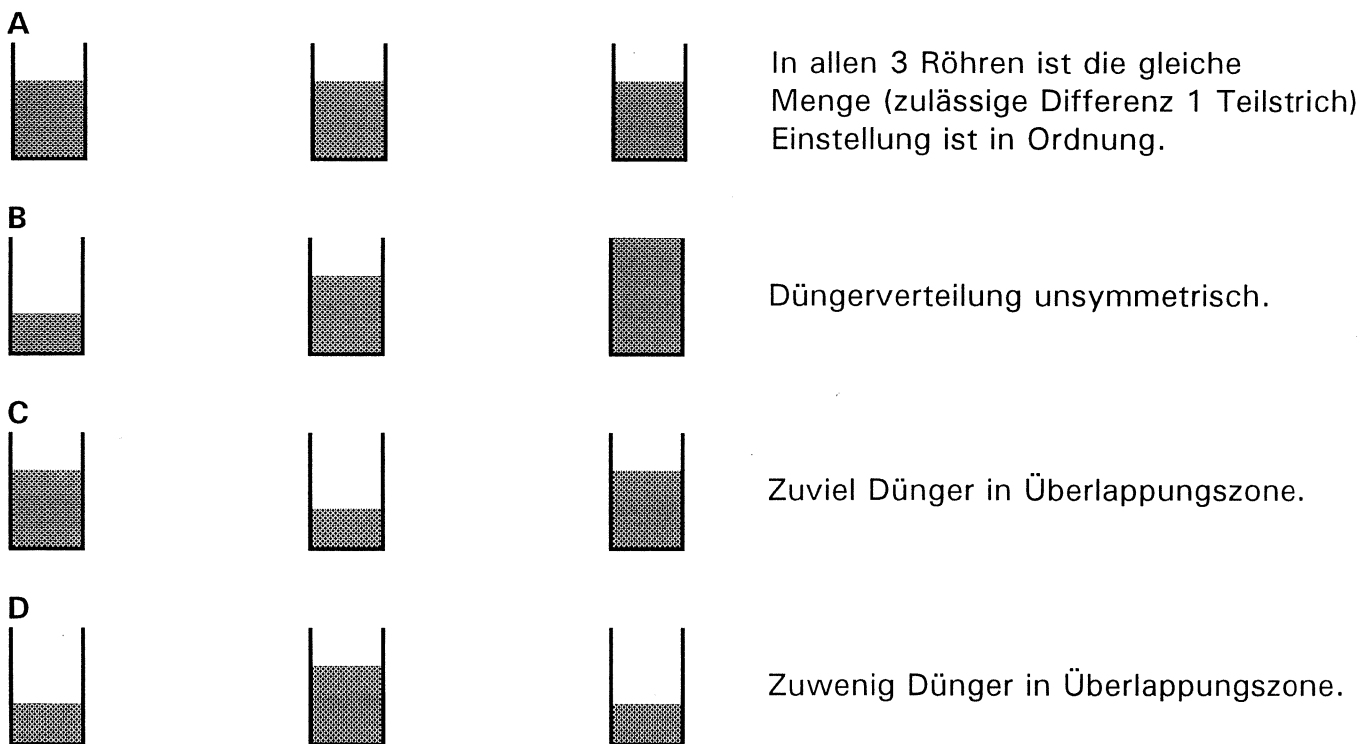 A
In allen 3 Röhren ist die gleiche
Menge (zulässige Differenz 1 Teilstrich)
Einstellung ist in Ordnung.
B
Düngerverteilung unsymmetrisch.
C
Zuviel Dünger in Überlappungszone.
D
Zuwenig Dünger in Überlappungszone.